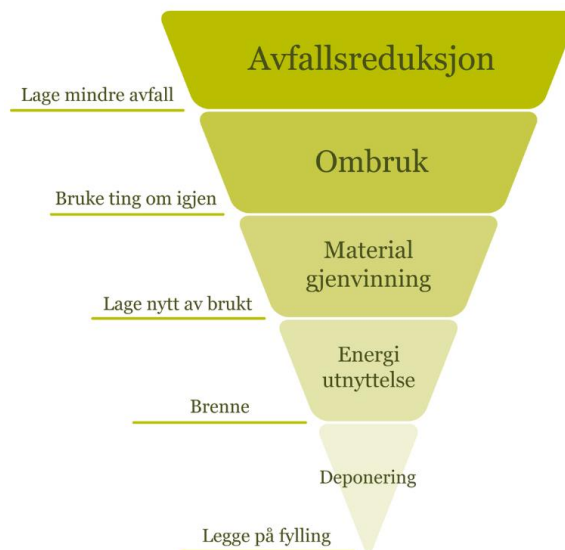 Avfallsreduksjon
Lage mindre avfall
Ombruk
Bruke ting om igjen
Material
gjenvinning
Lage nytt av brukt
Energi
utnyttelse
Brenne
Deponering
Legge på fylling